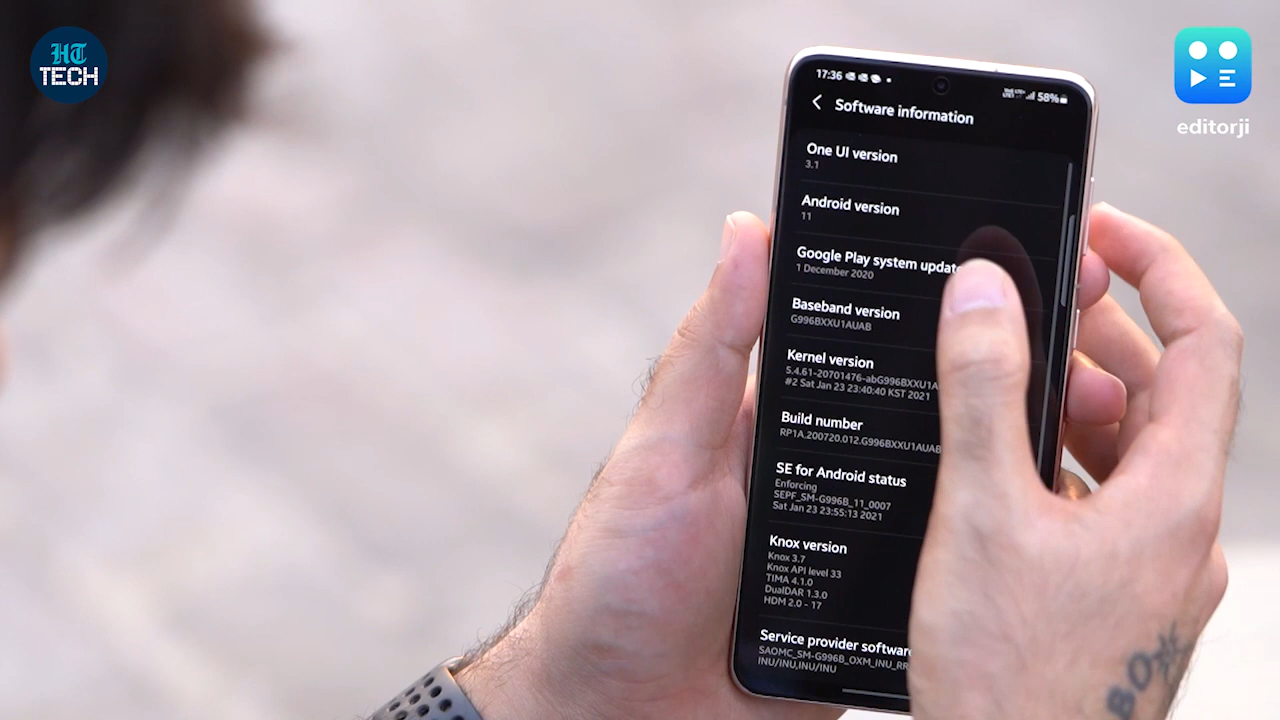 HT
TECH
editorji
17:36
58%
Software information
One UI version
3.1
Android version
11
Google Play system update
1 December 2020
Baseband version
G996BXXU1AUAB
Kernel version
5.4.61-20701476-abG996BXXU1A
#2 Sat Jan 23 23:40:40 KST 2021
Build number
RP1A.200720.012.G996BXXU1AUAB
SE for Android status
Enforcing
SEPF_SM-G996B_11_0007
Sat Jan 23 23:55:13 2021
Knox version
Knox 3.7
Knox API level 33
TIMA 4.1.0
DualDAR 1.3.0
HDM 2.0 - 17
Service provider software
SAOMC_SM-G996B_OXM_INU_RR
INU/INU,INU/INU